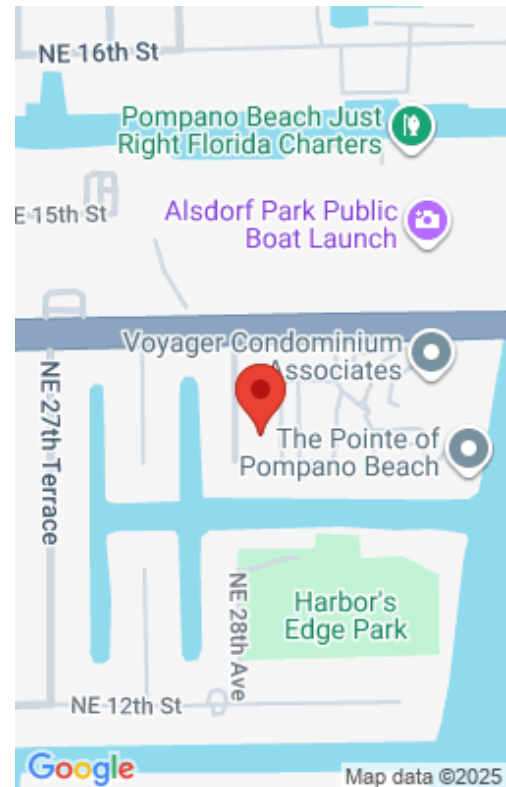 NE 16th St
Pompano Beach Just
Right Florida Charters
E 15th St
Alsdorf Park Public
Boat Launch
Voyager Condominium
Associates
NE 27th Terrace
The Pointe of
Pompano Beach
NE 28th Ave
Harbor's
Edge Park
NE 12th St
Google
Map data ©2025